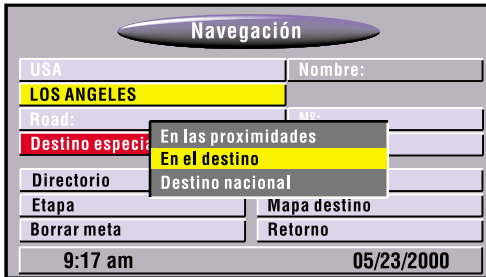 Navegación
USA Nombre:
LOS ANGELES
Road: Nº:
En las proximidades
Destino especia
En el destino
Directorio
Destino nacional
Etapa Mapa destino
Borrar meta Retorno
9:17 am 05/23/2000